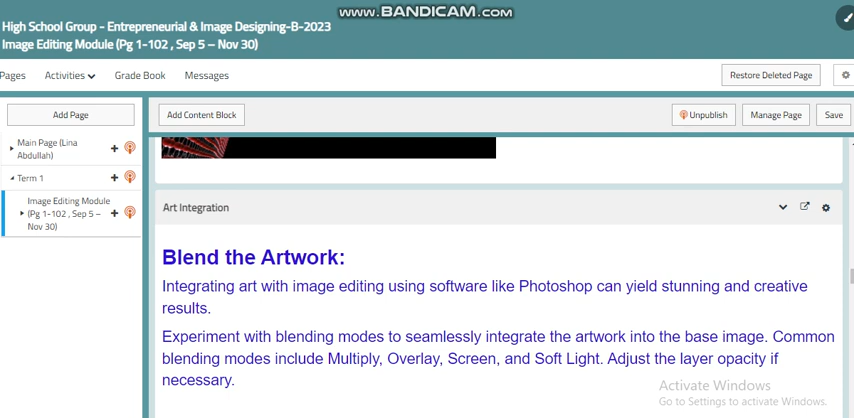 www.BANDICAM.com
High School Group - Entrepreneurial & Image Designing-B-2023
Image Editing Module (Pg 1-102 , Sep 5 – Nov 30)
Pages Activities Grade Book Messages Restore Deleted Page
Add Page
Add Content Block Unpublish Manage Page Save
Main Page (Lina
Abdullah)
Term 1
Image Editing Module
(Pg 1-102 , Sep 5 –
Nov 30)
Art Integration
Blend the Artwork:
Integrating art with image editing using software like Photoshop can yield stunning and creative
results.
Experiment with blending modes to seamlessly integrate the artwork into the base image. Common
blending modes include Multiply, Overlay, Screen, and Soft Light. Adjust the layer opacity if
necessary.
Activate Windows
Go to Settings to activate Windows.